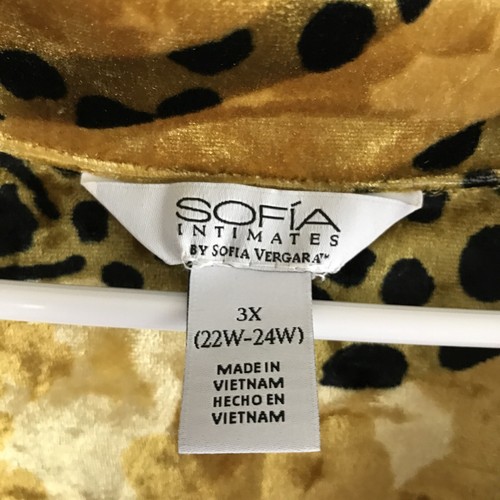 SOFÍA
INTIMATES
BY SOFIA VERGARA™
3X
(22W-24W)
MADE IN
VIETNAM
HECHO EN
VIETNAM